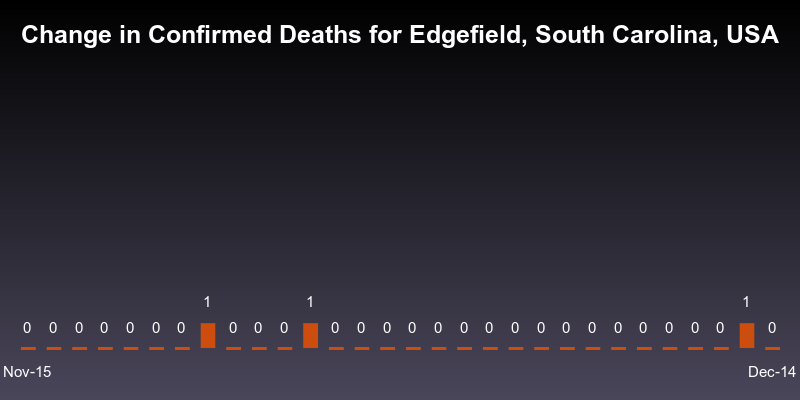 Change in Confirmed Deaths for Edgefield, South Carolina, USA
1 1 1
0 0 0 0 0 0 0 0 0 0 0 0 0 0 0 0 0 0 0 0 0 0 0 0 0 0 0
Nov-15 Dec-14